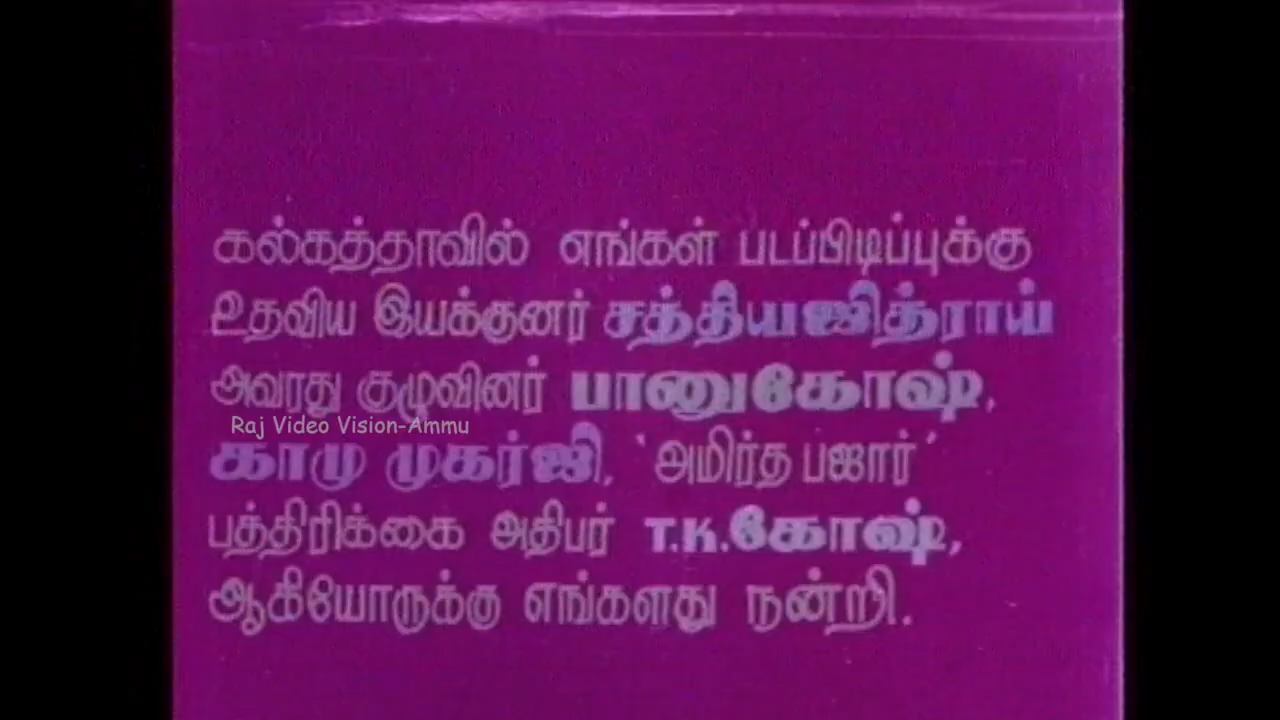 கல்கத்தாவில் எங்கள் படப்பிடிப்புக்கு
உதவிய இயக்குனர் சத்தியஜித்ராய்
அவரது குழுவினர் பானுகோஷ்,
Raj Video Vision-Ammu
காமு முகர்ஜி, 'அமிர்த பஜார்'
பத்திரிக்கை அதிபர் T.K.கோஷ்,
ஆகியோருக்கு எங்களது நன்றி.